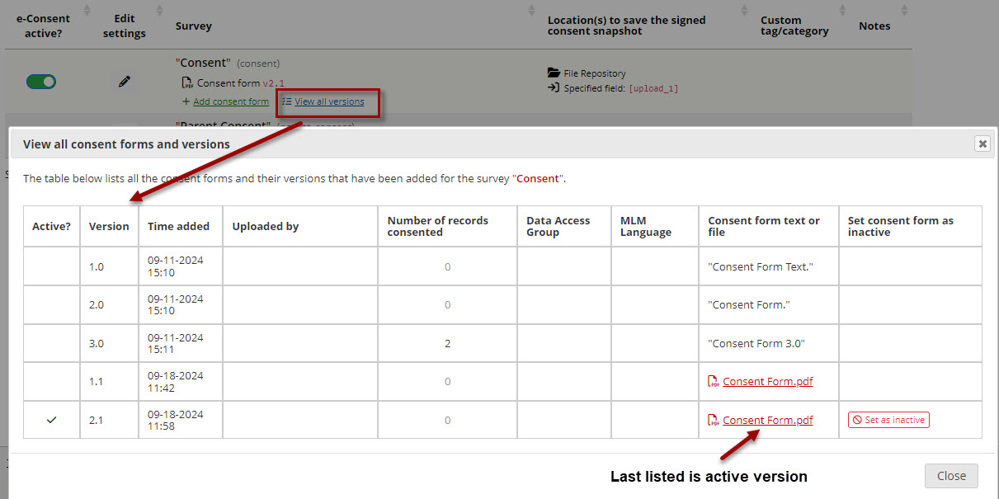 e-Consent active?
Edit settings
Survey
Location(s) to save the signed consent snapshot
Custom tag/category
Notes
"Consent" (consent)
Consent form v2.1
+ Add consent form
View all versions
File Repository
Specified field: [upload_1]
"Parent Consent"
View all consent forms and versions
The table below lists all the consent forms and their versions that have been added for the survey "Consent".
Active? Version Time added Uploaded by Number of records consented Data Access Group MLM Language Consent form text or file Set consent form as inactive
1.0 09-11-2024 15:10 0 "Consent Form Text."
2.0 09-11-2024 15:10 0 "Consent Form."
3.0 09-11-2024 15:11 2 "Consent Form 3.0"
1.1 09-18-2024 11:42 0 Consent Form.pdf
2.1 09-18-2024 11:58 0 Consent Form.pdf Set as inactive
Last listed is active version
Close